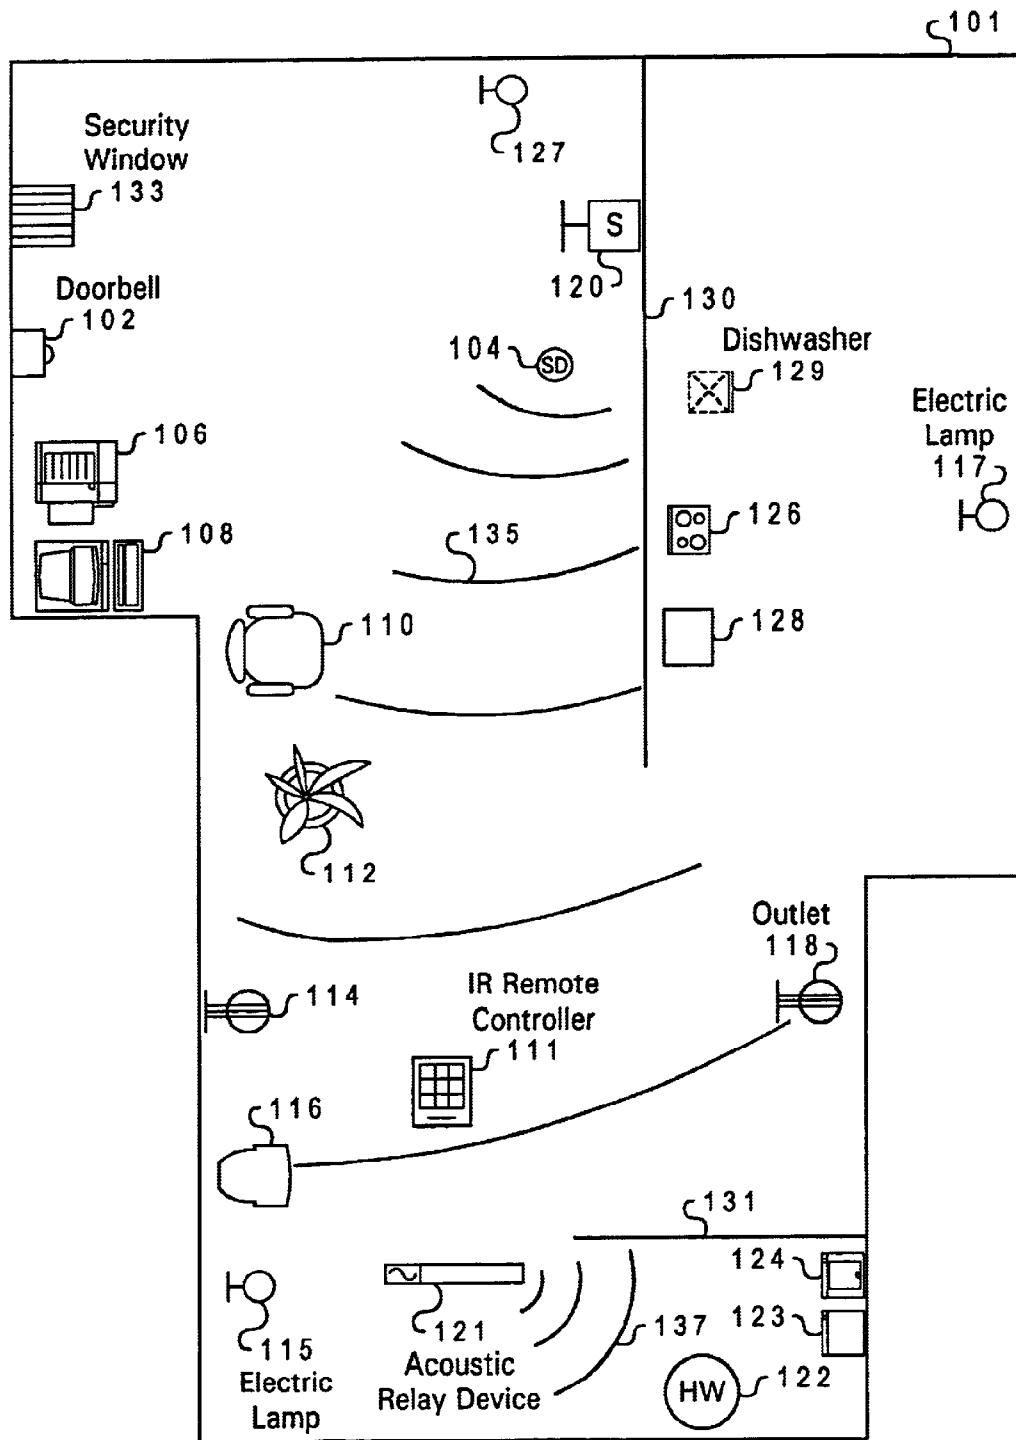 101
127
Security
Window
133
S
120
130
Doorbell
102
104
SD
Dishwasher
129
Electric
Lamp
117
106
126
108
135
110
128
112
Outlet
118
114
IR Remote
Controller
111
116
131
124
121
137
123
115
Acoustic
Relay Device
HW
122
Electric
Lamp